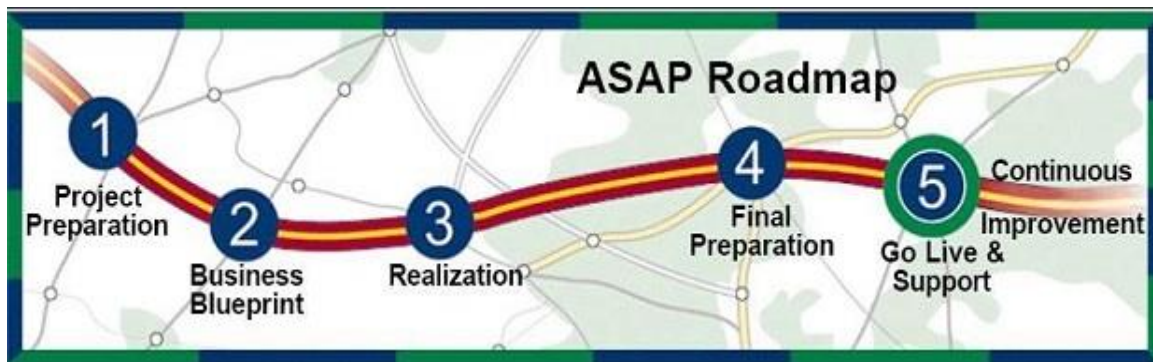 ASAP Roadmap
1
Project
Preparation
2
Business
Blueprint
3
Realization
4
Final
Preparation
5
Go Live &
Support
Continuous
Improvement